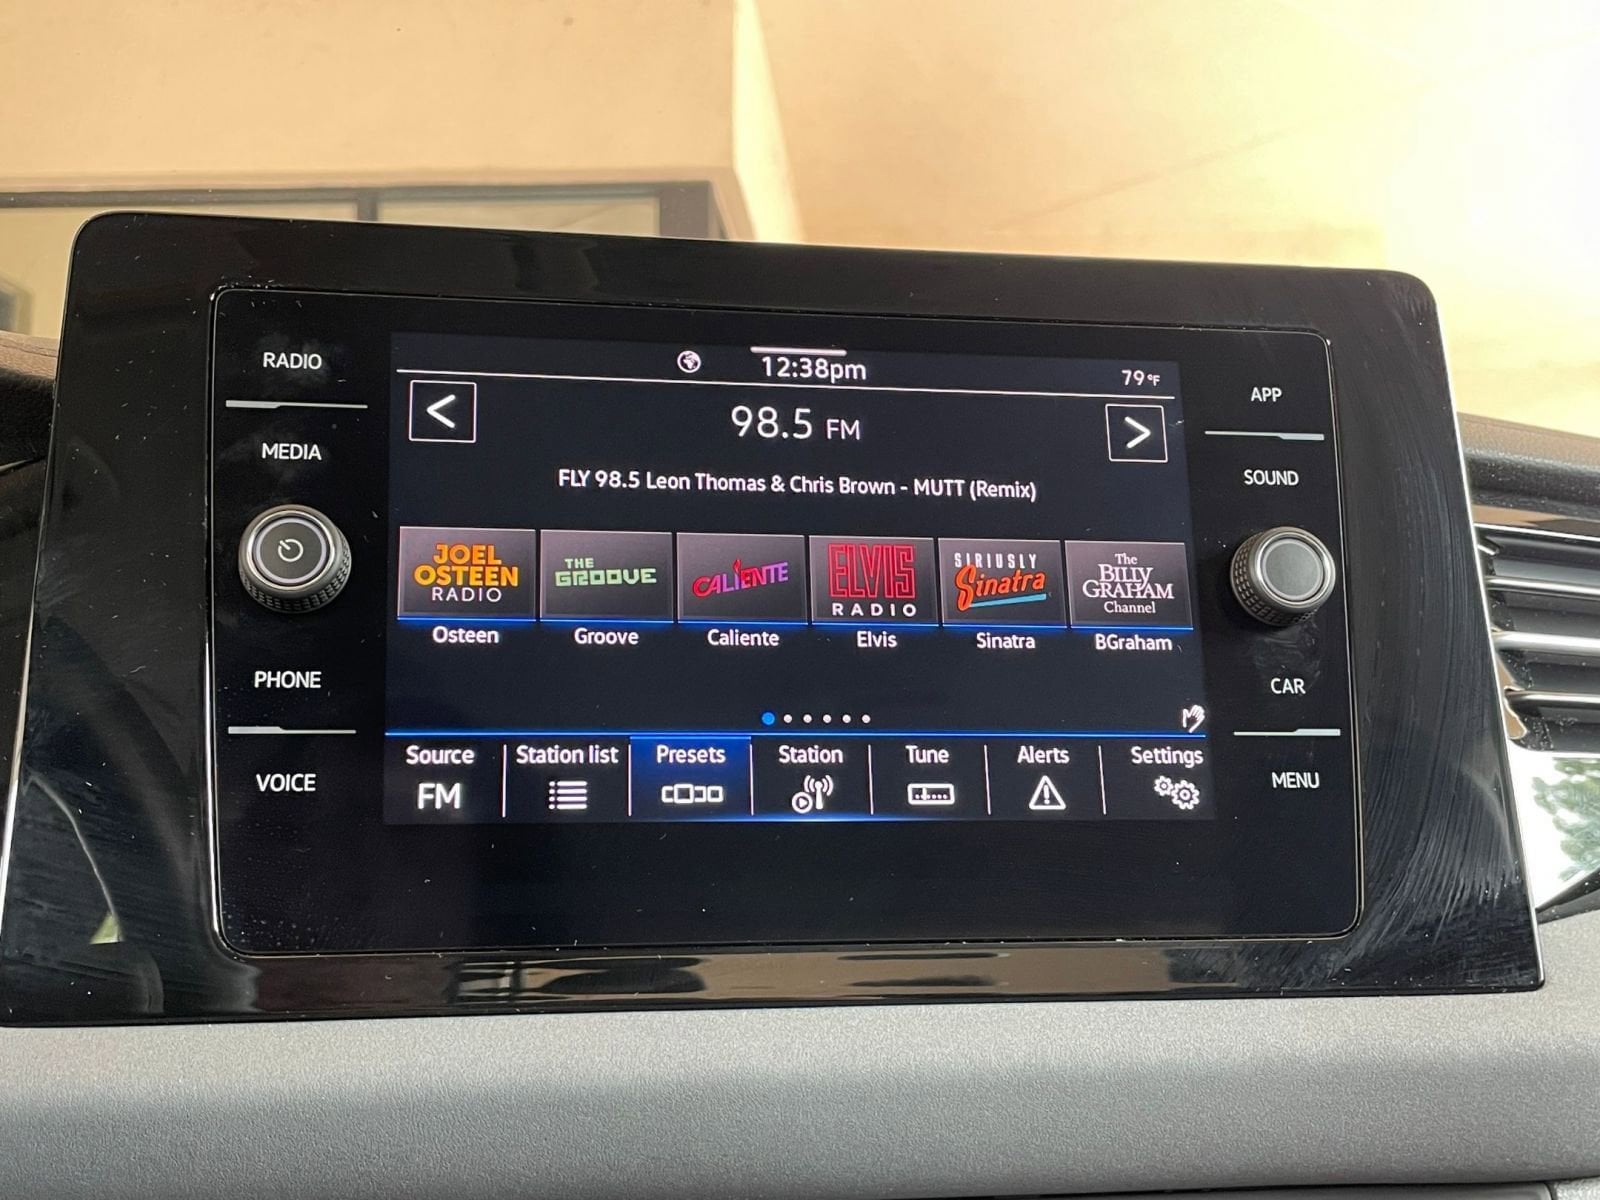 RADIO
MEDIA
PHONE
VOICE
12:38pm
79°F
<
98.5 FM
>
FLY 98.5 Leon Thomas & Chris Brown - MUTT (Remix)
JOEL
OSTEEN
RADIO
Osteen
THE
GROOVE
Groove
CALIENTE
Caliente
ELVIS
RADIO
Elvis
SIRIUSLY
Sinatra
Sinatra
The
BILLY
GRAHAM
Channel
BGraham
Source
FM
Station list
Presets
Station
Tune
Alerts
Settings
APP
SOUND
CAR
MENU